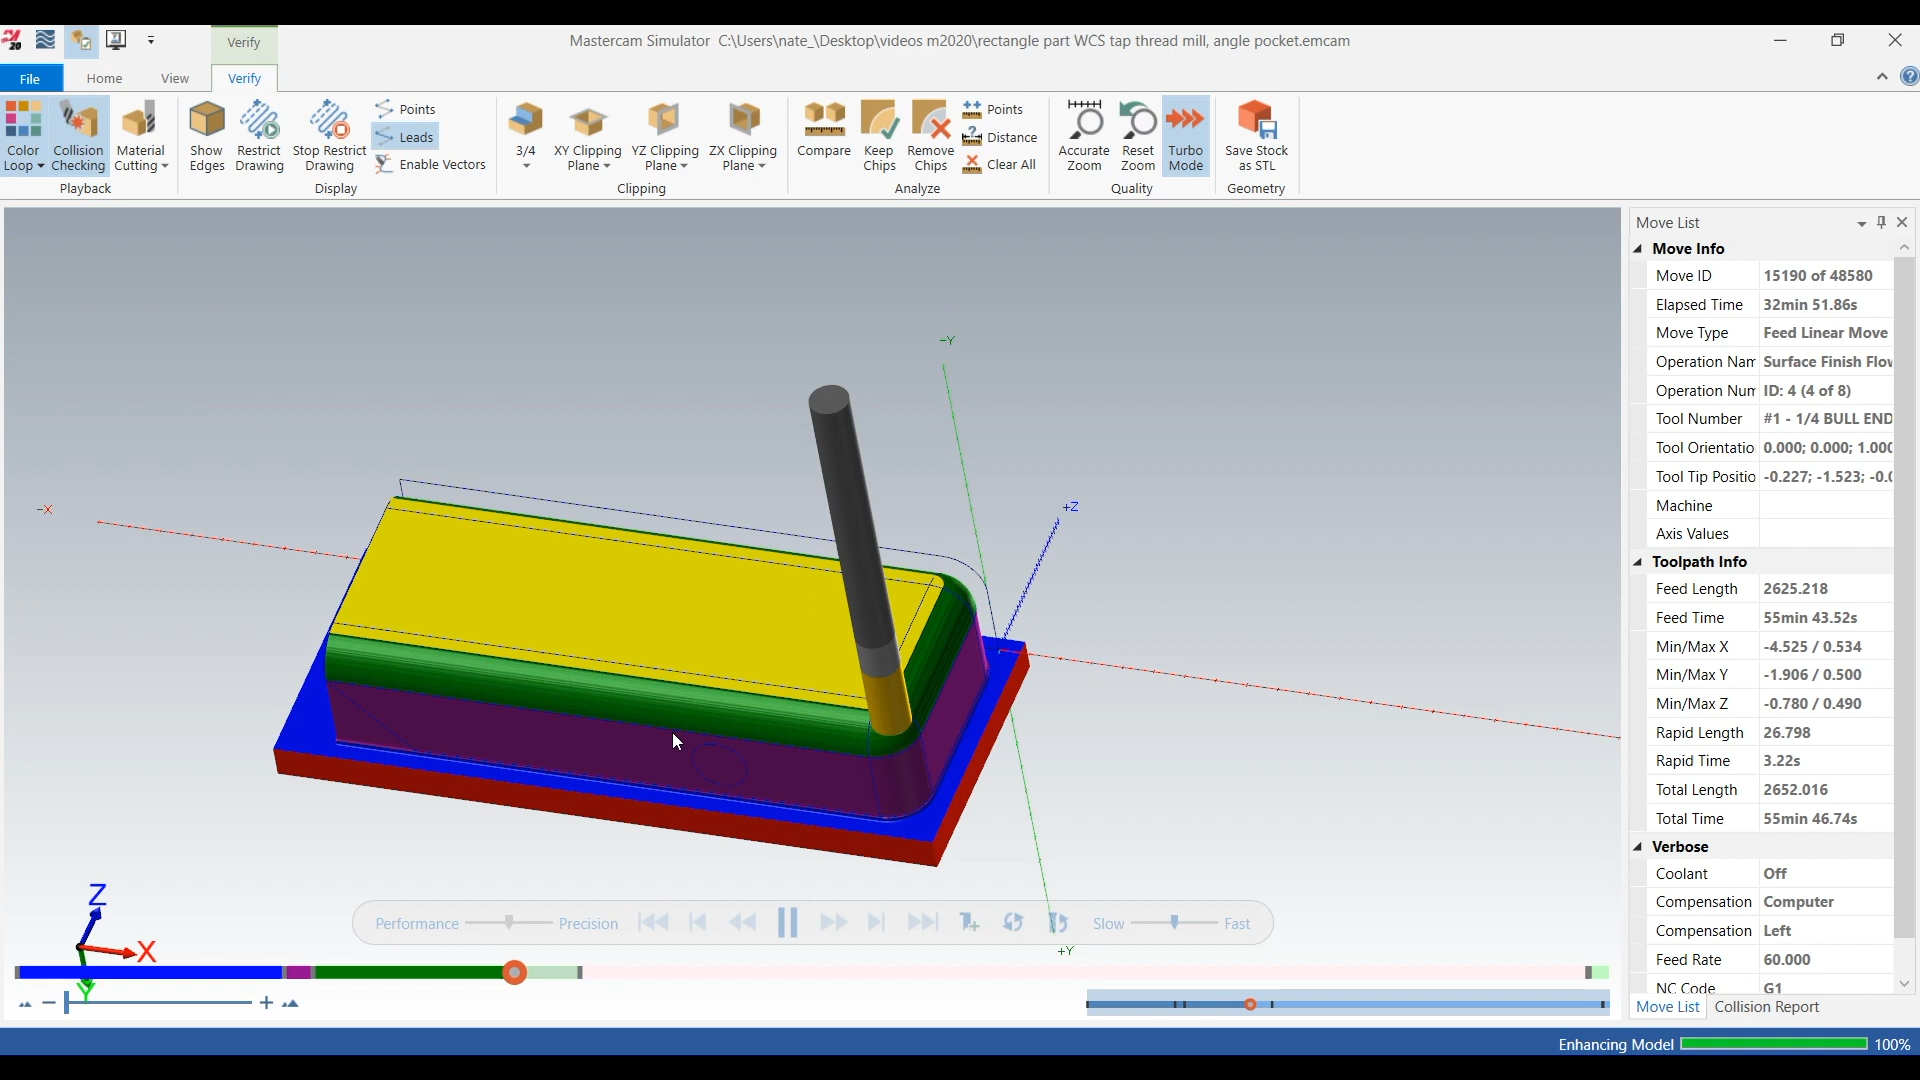 20
Verify
Mastercam Simulator C:\Users\nate_\Desktop\videos m2020\rectangle part WCS tap thread mill, angle pocket.emcam
File
Home
View
Verify
Color Loop
Collision Checking
Material Cutting
Playback
Show Edges
Restrict Drawing
Stop Restrict Drawing
Points
Leads
Enable Vectors
Display
3/4
XY Clipping Plane
YZ Clipping Plane
ZX Clipping Plane
Clipping
Compare
Keep Chips
Remove Chips
Points
Distance
Clear All
Analyze
Accurate Zoom
Reset Zoom
Turbo Mode
Quality
Save Stock as STL
Geometry
Move List
Move Info
Move ID 15190 of 48580
Elapsed Time 32min 51.86s
Move Type Feed Linear Move
Operation Nam Surface Finish Flow
Operation Num ID: 4 (4 of 8)
Tool Number #1 - 1/4 BULL END
Tool Orientatio 0.000; 0.000; 1.000
Tool Tip Positio -0.227; -1.523; -0.0
Machine
Axis Values
Toolpath Info
Feed Length 2625.218
Feed Time 55min 43.52s
Min/Max X -4.525 / 0.534
Min/Max Y -1.906 / 0.500
Min/Max Z -0.780 / 0.490
Rapid Length 26.798
Rapid Time 3.22s
Total Length 2652.016
Total Time 55min 46.74s
Verbose
Coolant Off
Compensation Computer
Compensation Left
Feed Rate 60.000
NC Code G1
Move List
Collision Report
-Y
+Z
-X
+Y
Z
X
Y
Performance
Precision
Slow
Fast
Enhancing Model
100%